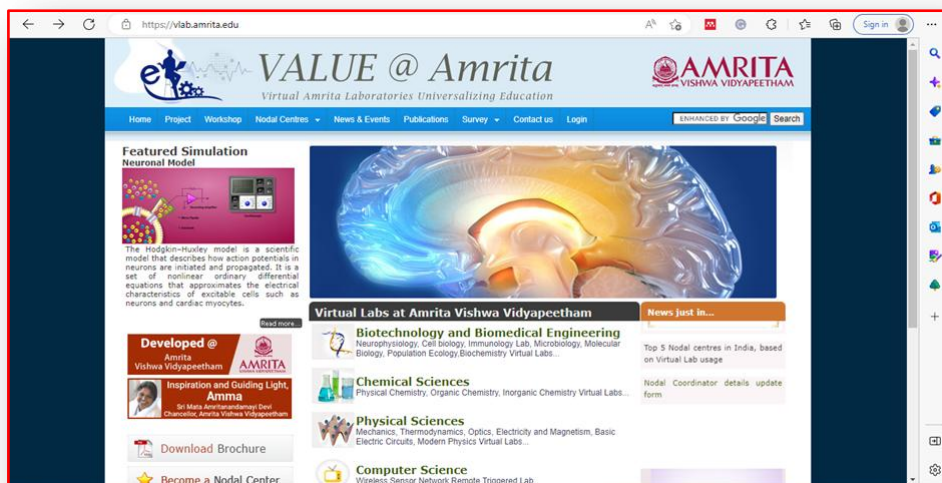 https://vlab.amrita.edu
Sign in
VALUE @ Amrita
Virtual Amrita Laboratories Universalizing Education
AMRITA
VISHWA VIDYAPEETHAM
Home Project Workshop Nodal Centres News & Events Publications Survey Contact us Login
ENHANCED BY Google Search
Featured Simulation
Neuronal Model
The Hodgkin–Huxley model is a scientific
model that describes how action potentials in
neurons are initiated and propagated. It is a
set of nonlinear ordinary differential
equations that approximates the electrical
characteristics of excitable cells such as
neurons and cardiac myocytes.
Read more...
Developed @
Amrita
Vishwa Vidyapeetham
AMRITA
Inspiration and Guiding Light,
Amma
Sri Mata Amritanandamayi Devi
Chancellor, Amrita Vishwa Vidyapeetham
Download Brochure
Become a Nodal Center
Virtual Labs at Amrita Vishwa Vidyapeetham
Biotechnology and Biomedical Engineering
Neurophysiology, Cell biology, Immunology Lab, Microbiology, Molecular
Biology, Population Ecology,Biochemistry Virtual Labs...
Chemical Sciences
Physical Chemistry, Organic Chemistry, Inorganic Chemistry Virtual Labs...
Physical Sciences
Mechanics, Thermodynamics, Optics, Electricity and Magnetism, Basic
Electric Circuits, Modern Physics Virtual Labs...
Computer Science
Wireless Sensor Network Remote Triggered Lab
News just in...
Top 5 Nodal centres in India, based
on Virtual Lab usage
Nodal Coordinator details update
form